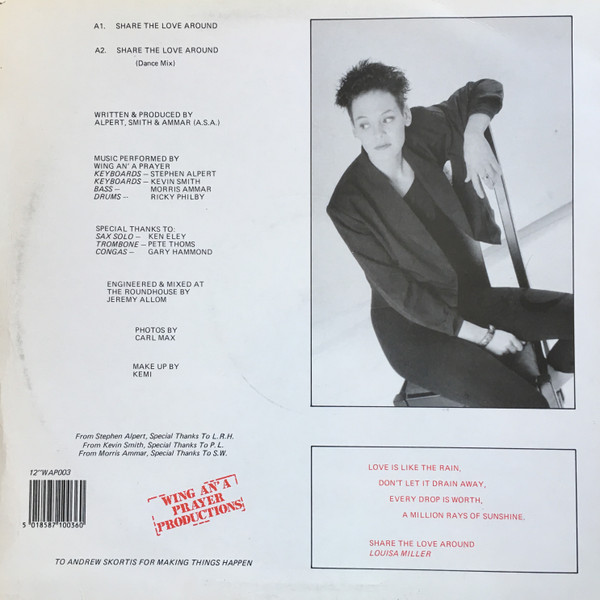 A1. SHARE THE LOVE AROUND
A2. SHARE THE LOVE AROUND
(Dance Mix)
WRITTEN & PRODUCED BY
ALPERT, SMITH & AMMAR (A.S.A.)
MUSIC PERFORMED BY
WING AN' A PRAYER
KEYBOARDS – STEPHEN ALPERT
KEYBOARDS – KEVIN SMITH
BASS – MORRIS AMMAR
DRUMS – RICKY PHILBY
SPECIAL THANKS TO:
SAX SOLO – KEN ELEY
TROMBONE – PETE THOMS
CONGAS – GARY HAMMOND
ENGINEERED & MIXED AT
THE ROUNDHOUSE BY
JEREMY ALLOM
PHOTOS BY
CARL MAX
MAKE UP BY
KEMI
From Stephen Alpert, Special Thanks To L.R.H.
From Kevin Smith, Special Thanks To P.L.
From Morris Ammar, Special Thanks To S.W.
12"WAP003
5 018587 100360
WING AN' A
PRAYER
PRODUCTIONS
TO ANDREW SKORTIS FOR MAKING THINGS HAPPEN
LOVE IS LIKE THE RAIN,
DON'T LET IT DRAIN AWAY,
EVERY DROP IS WORTH,
A MILLION RAYS OF SUNSHINE.
SHARE THE LOVE AROUND
LOUISA MILLER